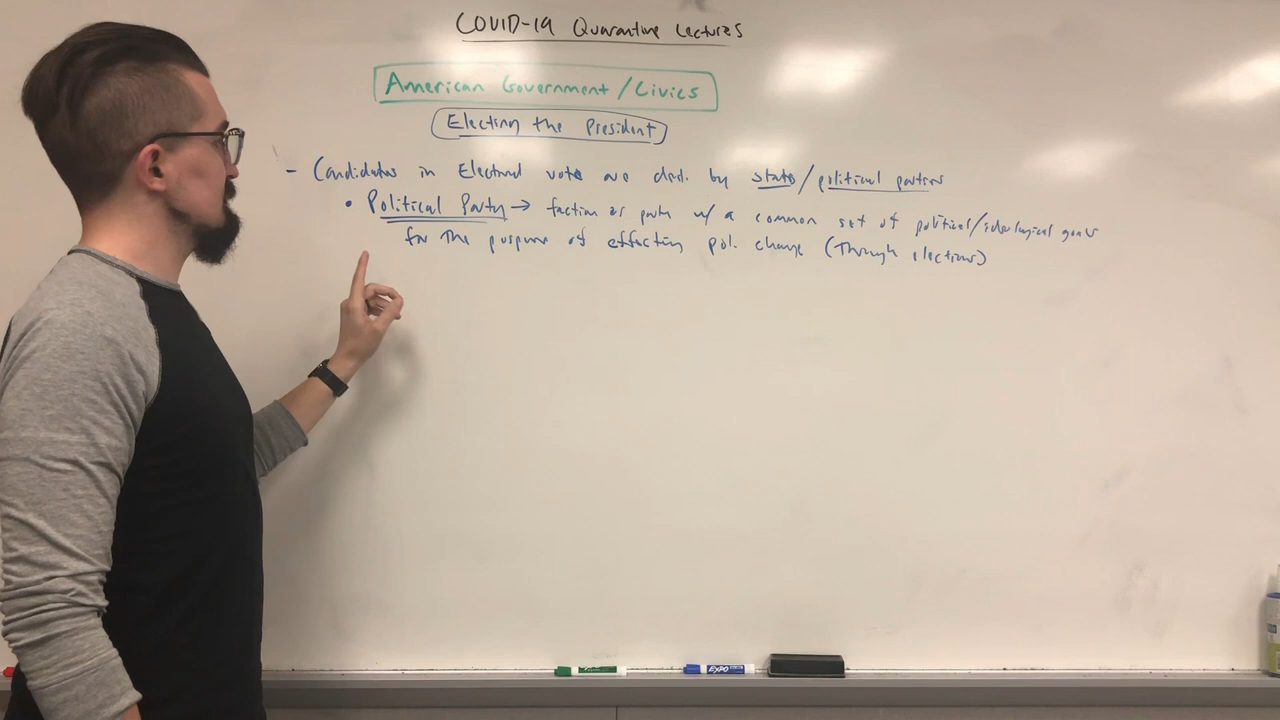 COVID-19 Quarantine Lectures
American Government/Civics
Electing the President
- Candidates in Electoral vote are ded. by states/political parties
• Political Party → faction or party w/ a common set of political/ideological goals
for the purpose of effecting pol. change (Through elections)
EXPO